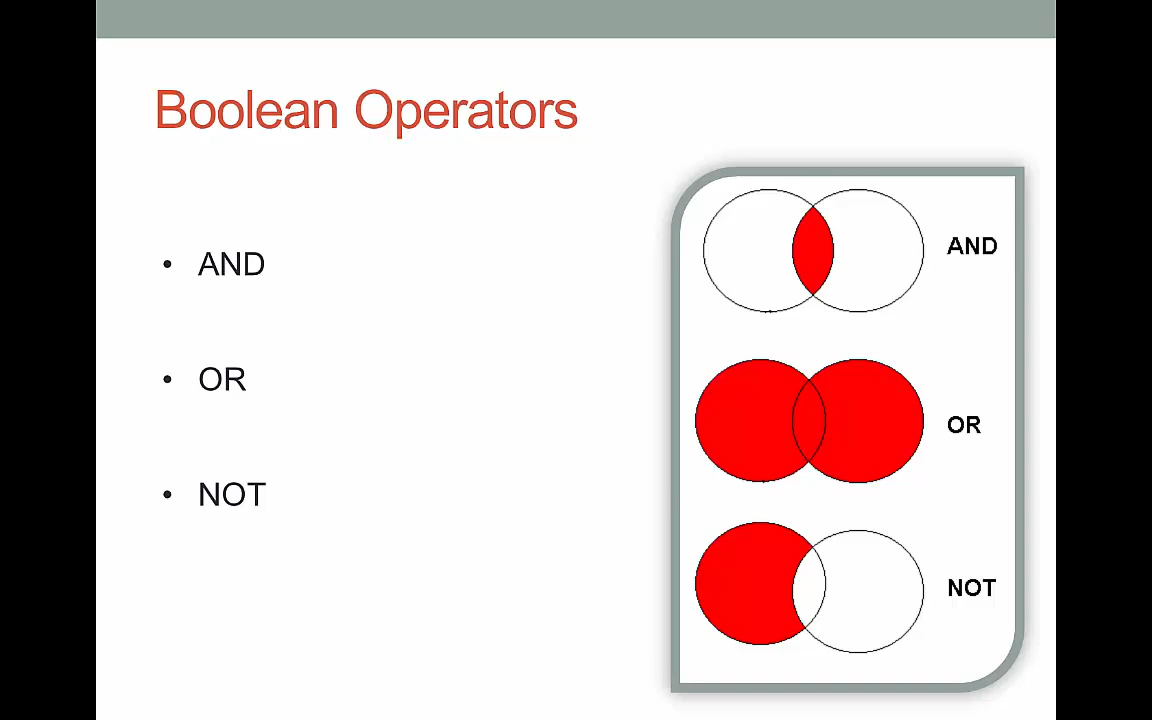 Boolean Operators
• AND
• OR
• NOT
AND
OR
NOT